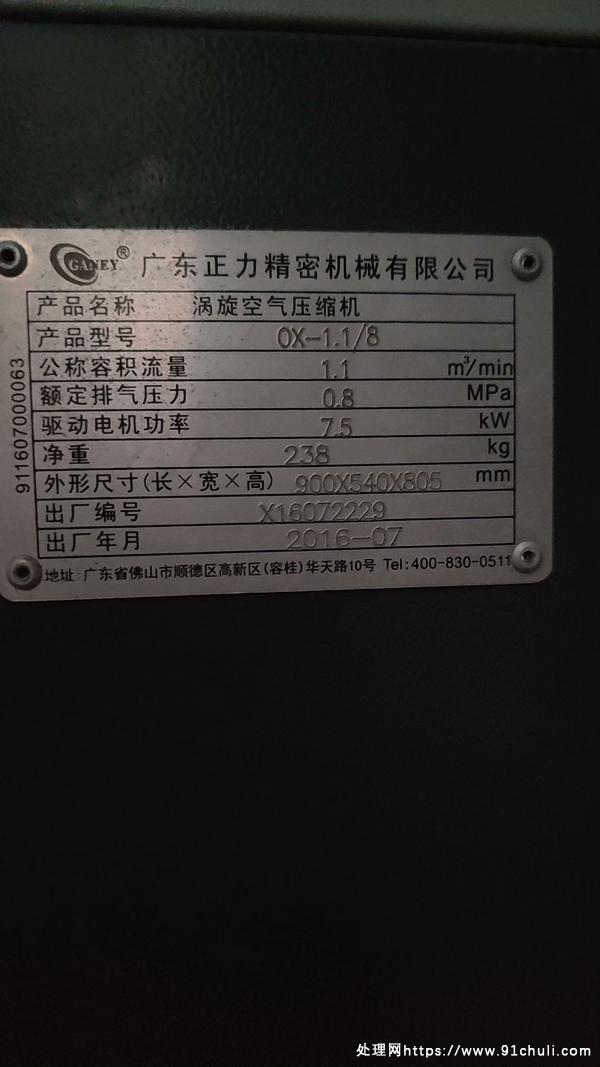 GANEY® 广东正力精密机械有限公司
产品名称 涡旋空气压缩机
产品型号 OX-1.1/8
公称容积流量 1.1 m³/min
额定排气压力 0.8 MPa
驱动电机功率 7.5 kW
净重 238 kg
外形尺寸(长×宽×高) 900X540X805 mm
出厂编号 X16072229
出厂年月 2016-07
地址:广东省佛山市顺德区高新区(容桂)华天路10号 Tel:400-830-0511
911607000063
处理网https://www.91chuli.com